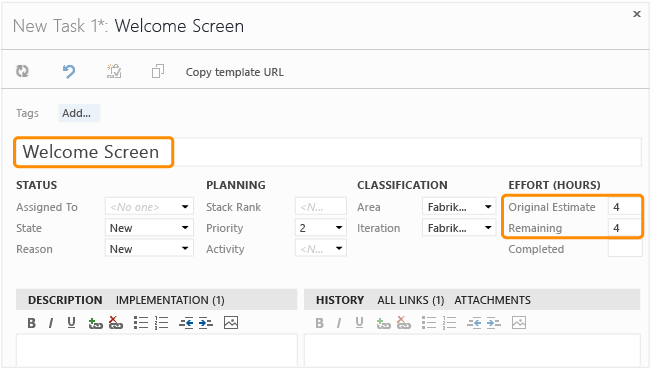 New Task 1*: Welcome Screen
Copy template URL
Tags Add...
Welcome Screen
STATUS PLANNING CLASSIFICATION EFFORT (HOURS)
Assigned To <No one> Stack Rank <N... Area Fabrik... Original Estimate 4
State New Priority 2 Iteration Fabrik... Remaining 4
Reason New Activity <N... Completed
DESCRIPTION IMPLEMENTATION (1) HISTORY ALL LINKS (1) ATTACHMENTS
B I U B I U